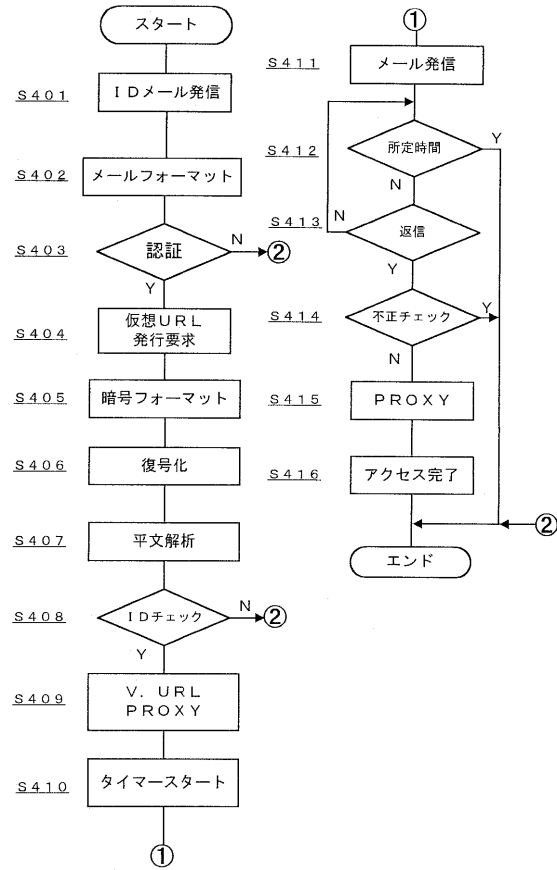 スタート
S401
IDメール発信
S402
メールフォーマット
S403
認証
N
②
Y
S404
仮想URL
発行要求
S405
暗号フォーマット
S406
復号化
S407
平文解析
S408
IDチェック
N
②
Y
S409
V. URL
PROXY
S410
タイマースタート
①
①
S411
メール発信
S412
所定時間
Y
N
S413
N
返信
Y
S414
不正チェック
Y
N
S415
PROXY
S416
アクセス完了
②
エンド